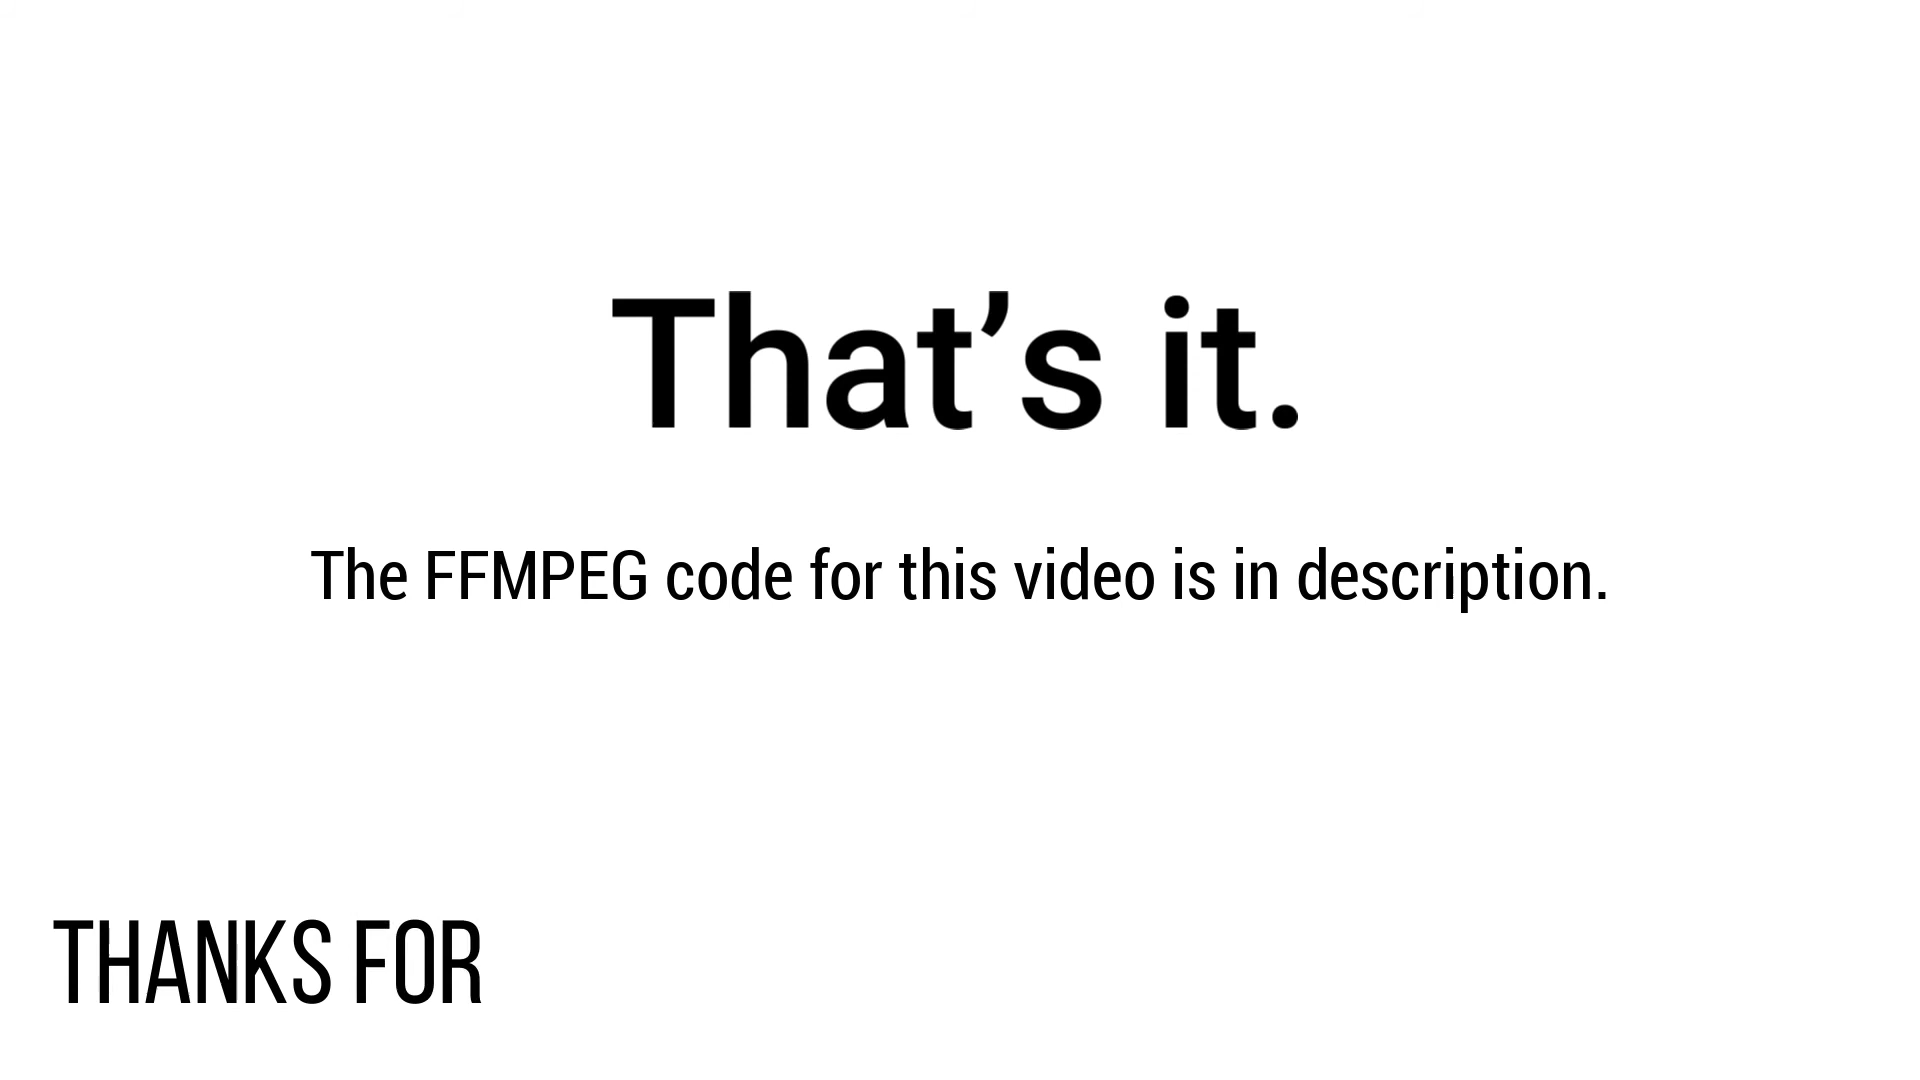 That’s it.
The FFMPEG code for this video is in description.
THANKS FOR